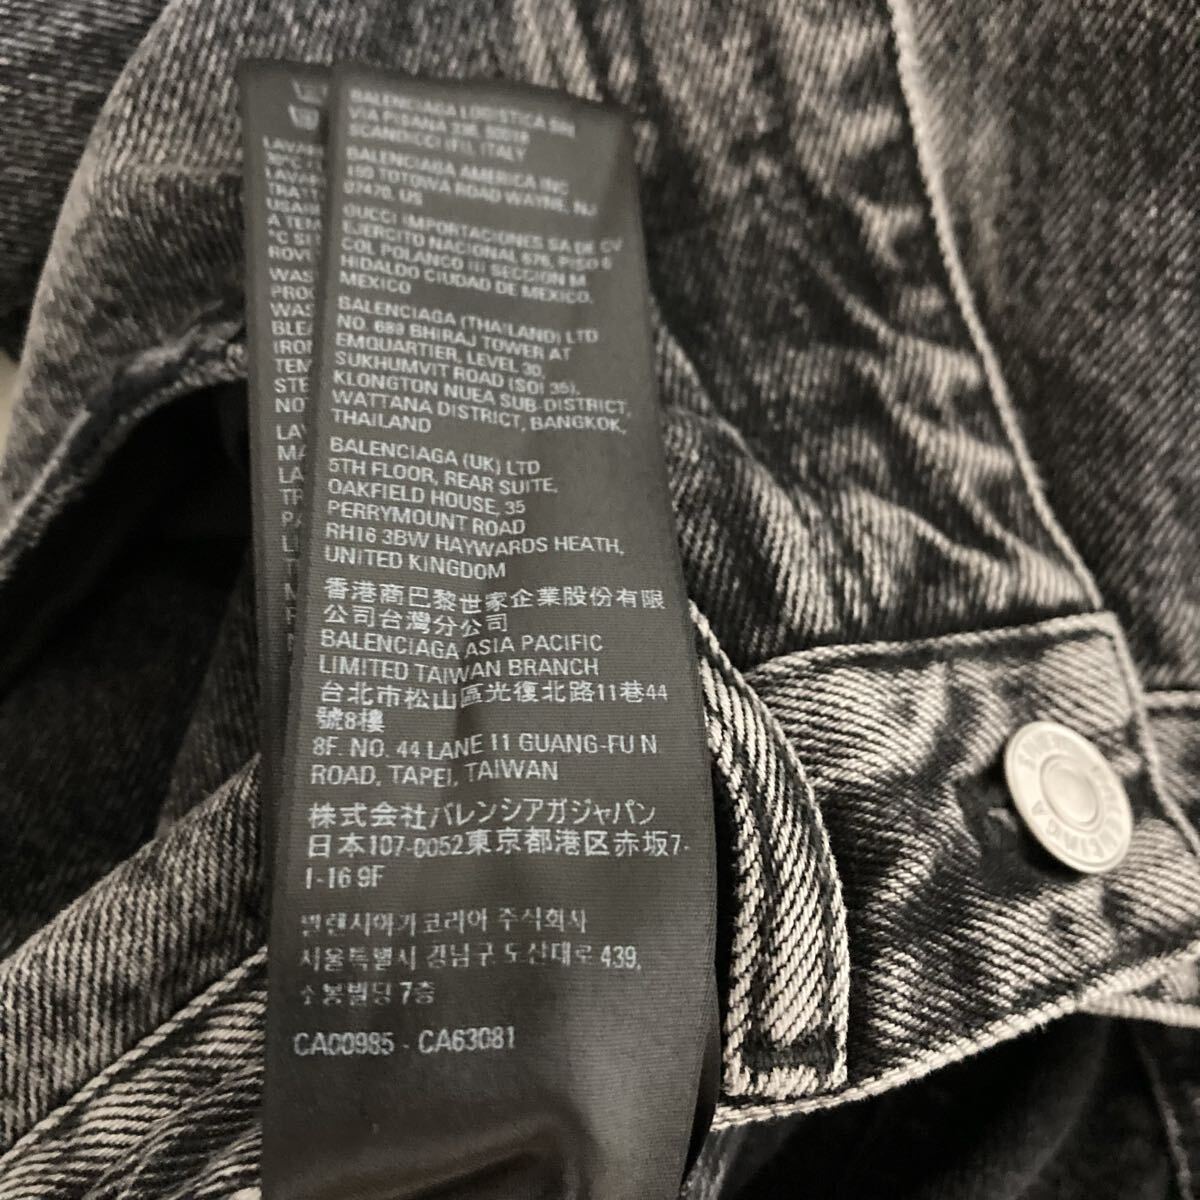 BALENCIAGA LOGISTICA SRL
VIA PISANA 336, 50018
SCANDICCI (FI), ITALY
BALENCIAGA AMERICA INC
150 TOTOWA ROAD WAYNE, NJ
07470, US
GUCCI IMPORTACIONES SA DE CV
EJERCITO NACIONAL 676, PISO 6
COL POLANCO III SECCION M.
HIDALDO CIUDAD DE MEXICO,
MEXICO
BALENCIAGA (THAILAND) LTD
NO. 689 BHIRAJ TOWER AT
EMQUARTIER, LEVEL 30,
SUKHUMVIT ROAD (SOI 35),
KLONGTON NUEA SUB-DISTRICT,
WATTANA DISTRICT, BANGKOK,
THAILAND
BALENCIAGA (UK) LTD
5TH FLOOR, REAR SUITE,
OAKFIELD HOUSE, 35
PERRYMOUNT ROAD
RH16 3BW HAYWARDS HEATH,
UNITED KINGDOM
香港商巴黎世家企業股份有限
公司台灣分公司
BALENCIAGA ASIA PACIFIC
LIMITED TAIWAN BRANCH
台北市松山區光復北路11巷44
號8樓
8F. NO. 44 LANE 11 GUANG-FU N.
ROAD, TAPEI, TAIWAN
株式会社バレンシアガジャパン
日本107-0052東京都港区赤坂7-
1-16 9F
발렌시아가코리아 주식회사
서울특별시 강남구 도산대로 439,
소봉빌딩 7층
CA00985 - CA63081